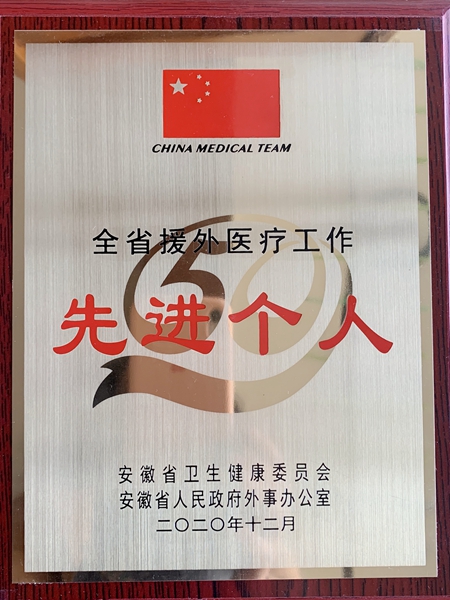 CHINA MEDICAL TEAM
全省援外医疗工作
50
先进个人
安徽省卫生健康委员会
安徽省人民政府外事办公室
二〇二〇年十二月